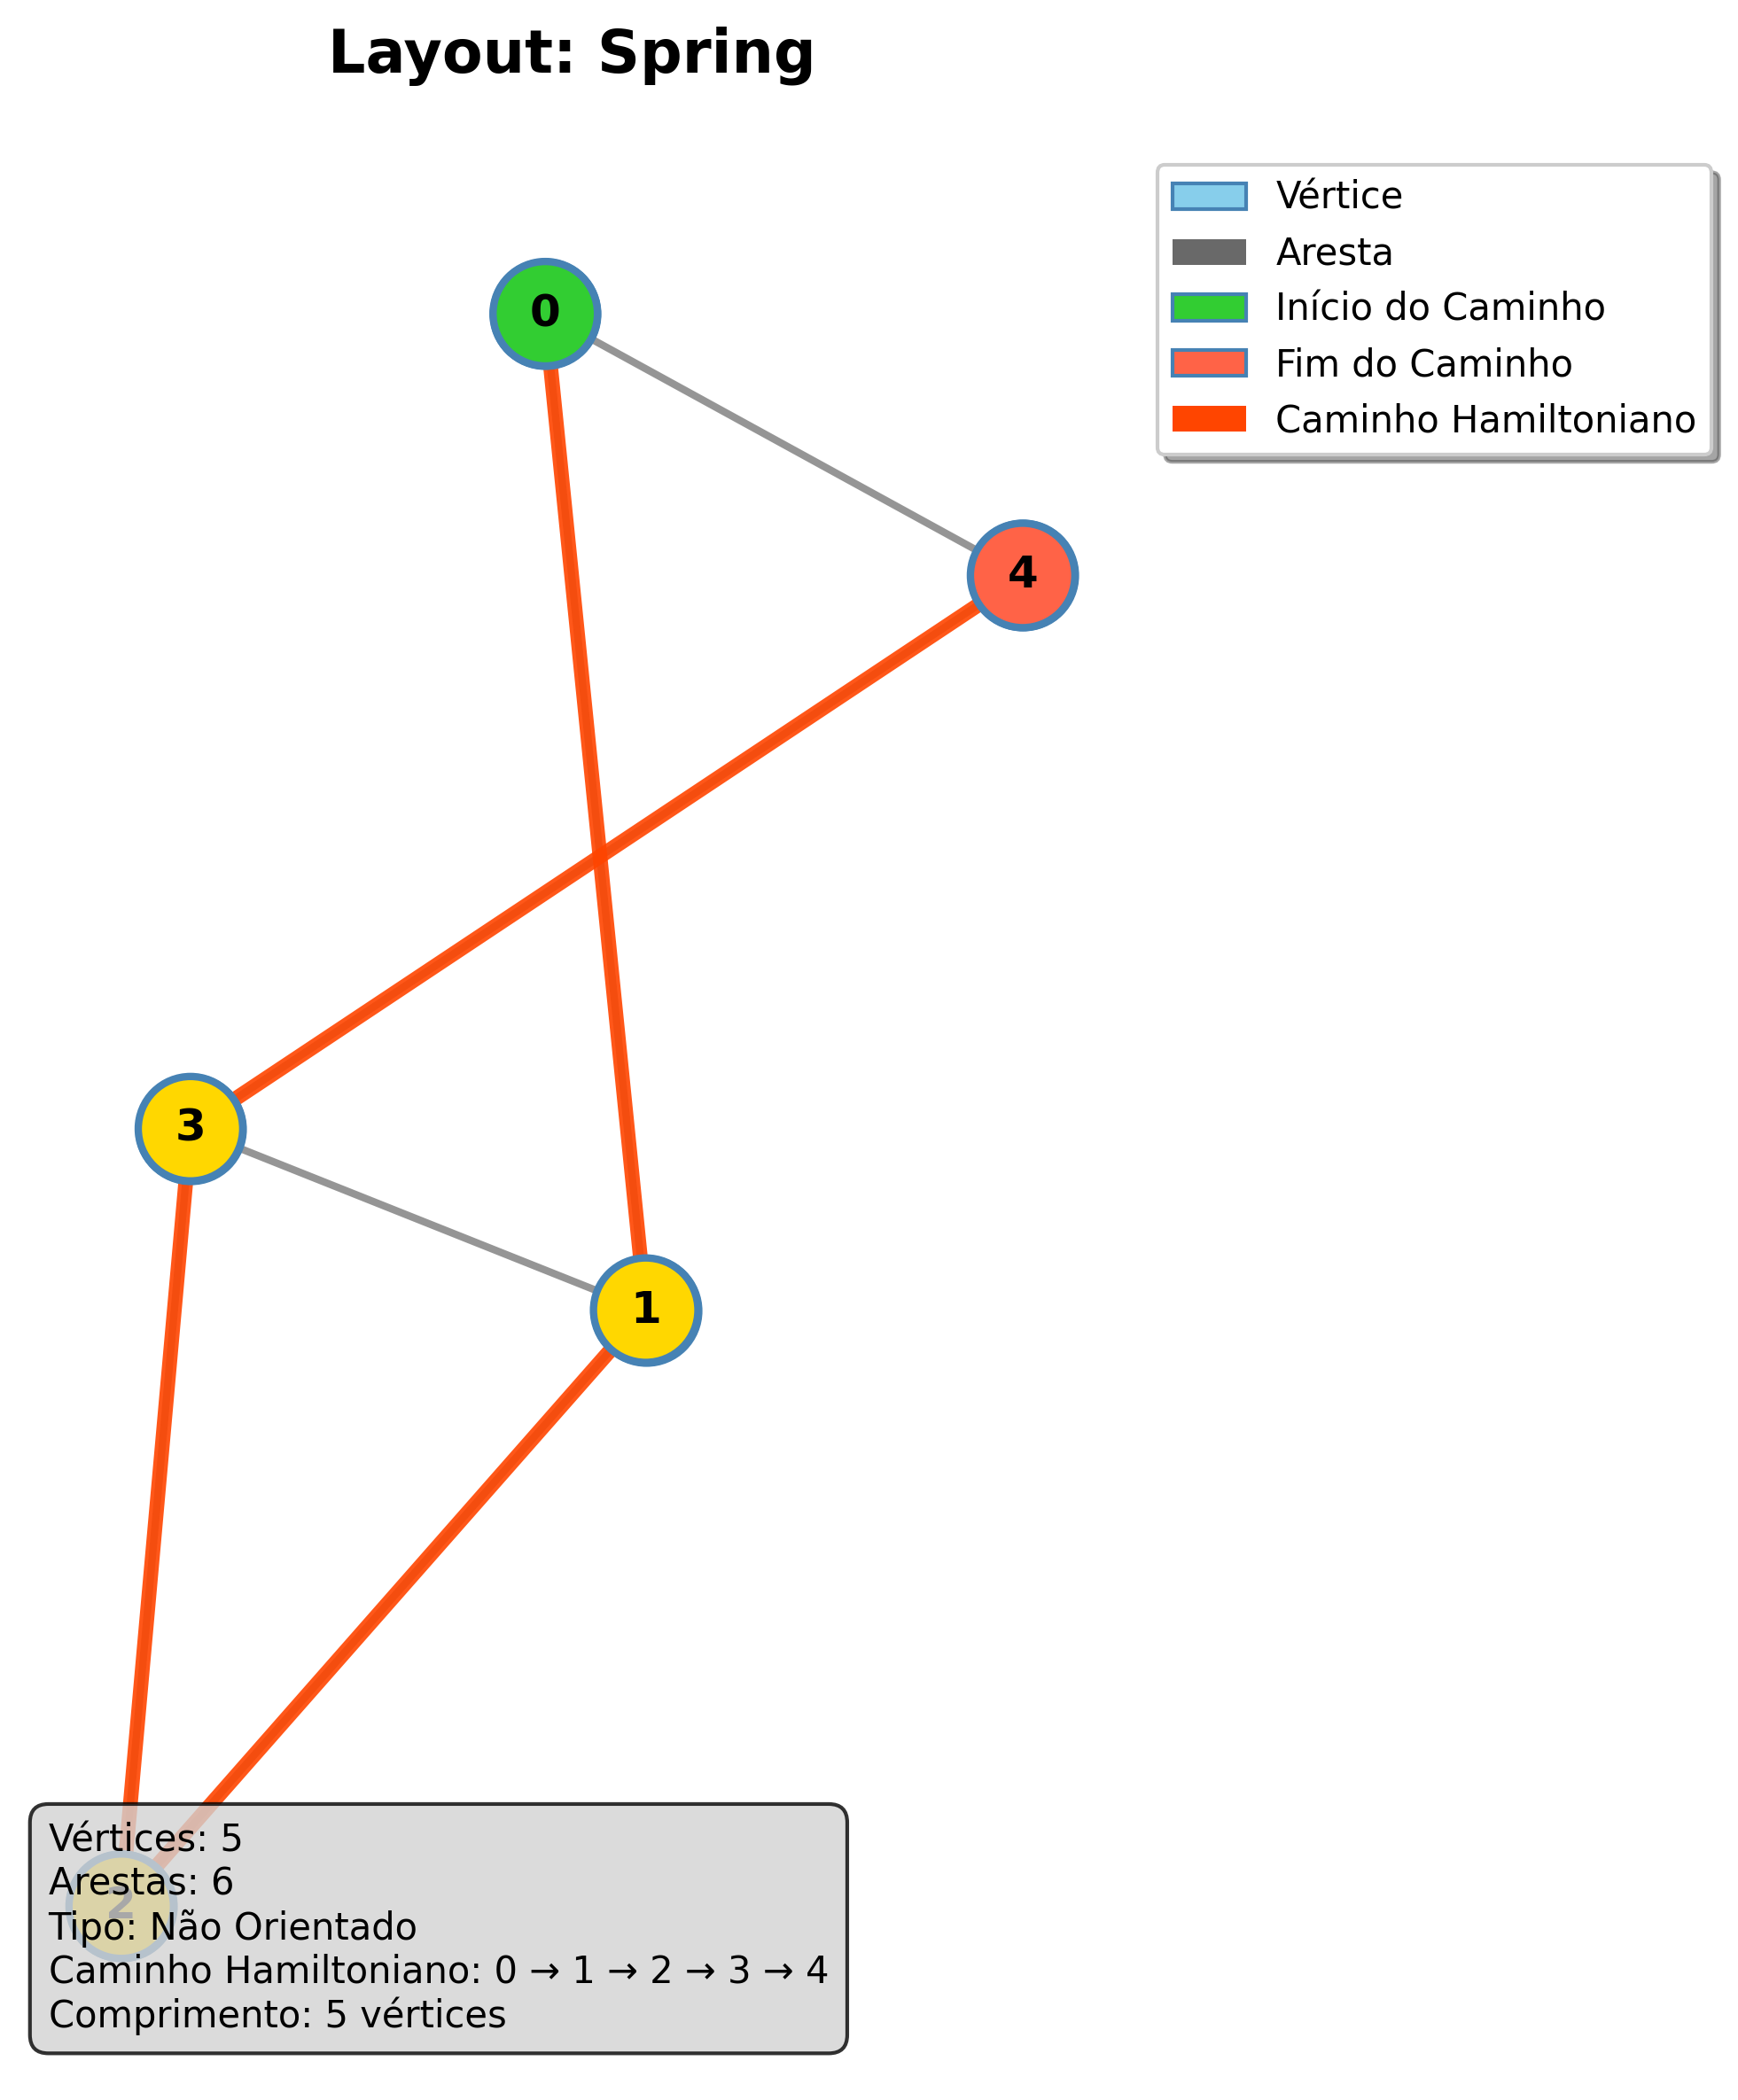 Layout: Spring
Vértice
Aresta
Início do Caminho
Fim do Caminho
Caminho Hamiltoniano
0
4
3
1
2
Vértices: 5
Arestas: 6
Tipo: Não Orientado
Caminho Hamiltoniano: 0 → 1 → 2 → 3 → 4
Comprimento: 5 vértices